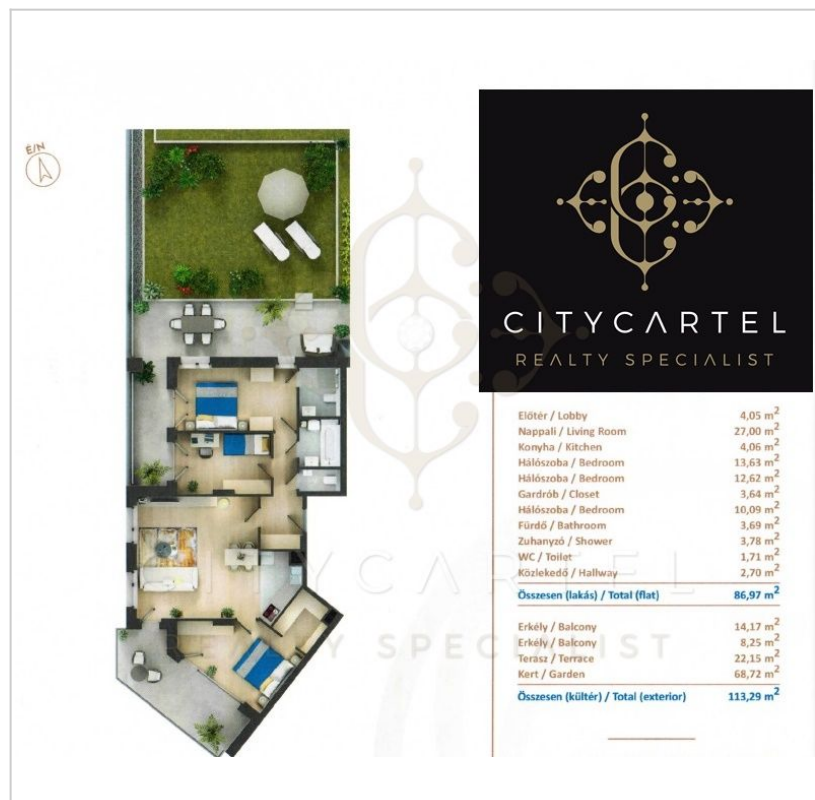 É/N
CITYCARTEL
REALTY SPECIALIST
Előtér / Lobby 4,05 m²
Nappali / Living Room 27,00 m²
Konyha / Kitchen 4,06 m²
Hálószoba / Bedroom 13,63 m²
Hálószoba / Bedroom 12,62 m²
Gardrób / Closet 3,64 m²
Hálószoba / Bedroom 10,09 m²
Fürdő / Bathroom 3,69 m²
Zuhanyzó / Shower 3,78 m²
WC / Toilet 1,71 m²
Közlekedő / Hallway 2,70 m²
Összesen (lakás) / Total (flat) 86,97 m²
Erkély / Balcony 14,17 m²
Erkély / Balcony 8,25 m²
Terasz / Terrace 22,15 m²
Kert / Garden 68,72 m²
Összesen (kültér) / Total (exterior) 113,29 m²
CITYCARTEL
REALTY SPECIALIST